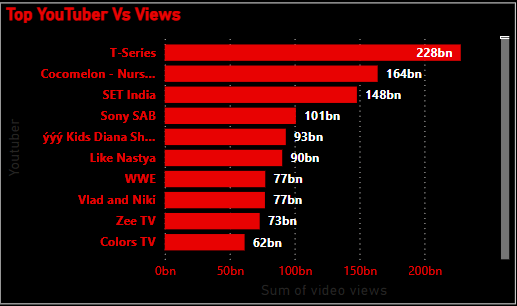 Top YouTuber Vs Views
Youtuber
T-Series 228bn
Cocomelon - Nurs... 164bn
SET India 148bn
Sony SAB 101bn
ýýý Kids Diana Sh... 93bn
Like Nastya 90bn
WWE 77bn
Vlad and Niki 77bn
Zee TV 73bn
Colors TV 62bn
0bn 50bn 100bn 150bn 200bn
Sum of video views